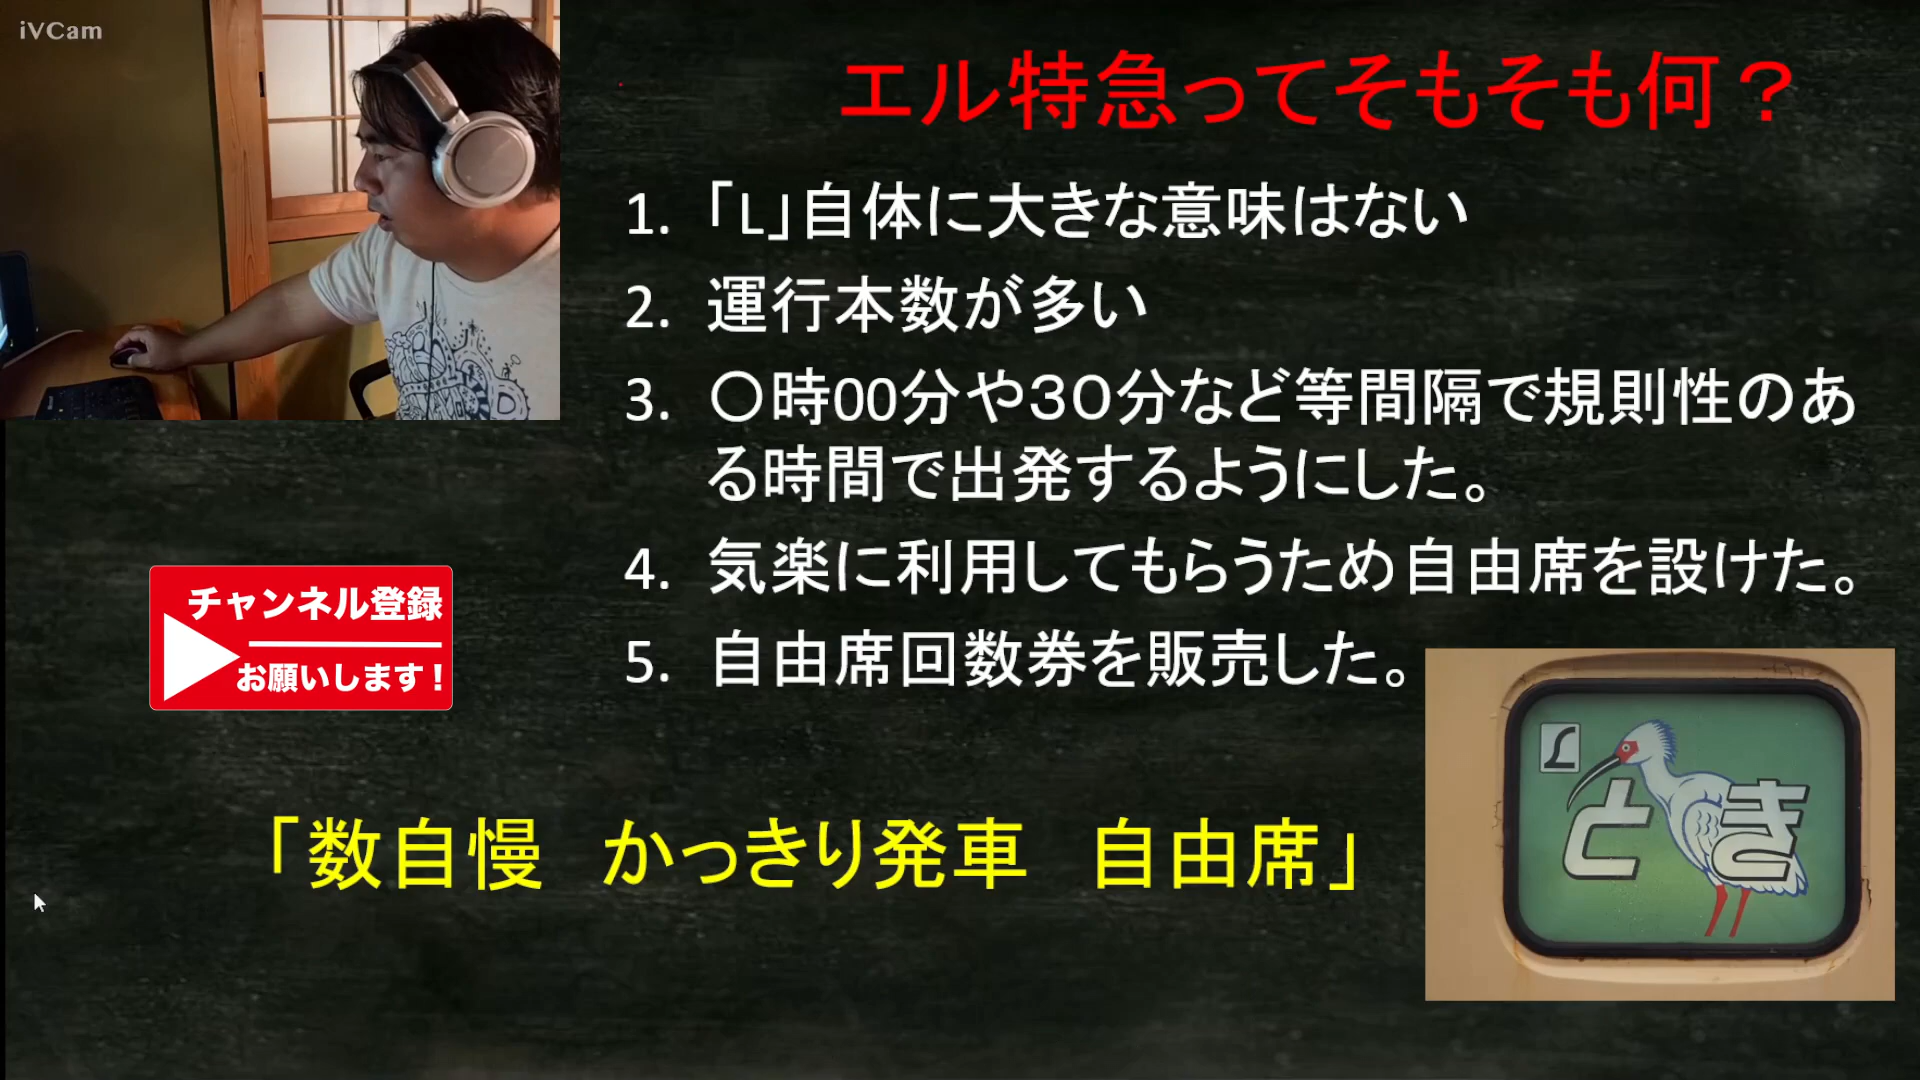 iVCam
エル特急ってそもそも何？
1. 「L」自体に大きな意味はない
2. 運行本数が多い
3. 〇時00分や３０分など等間隔で規則性のあ
る時間で出発するようにした。
4. 気楽に利用してもらうため自由席を設けた。
5. 自由席回数券を販売した。
チャンネル登録
お願いします！
L
とき
「数自慢　かっきり発車　自由席」